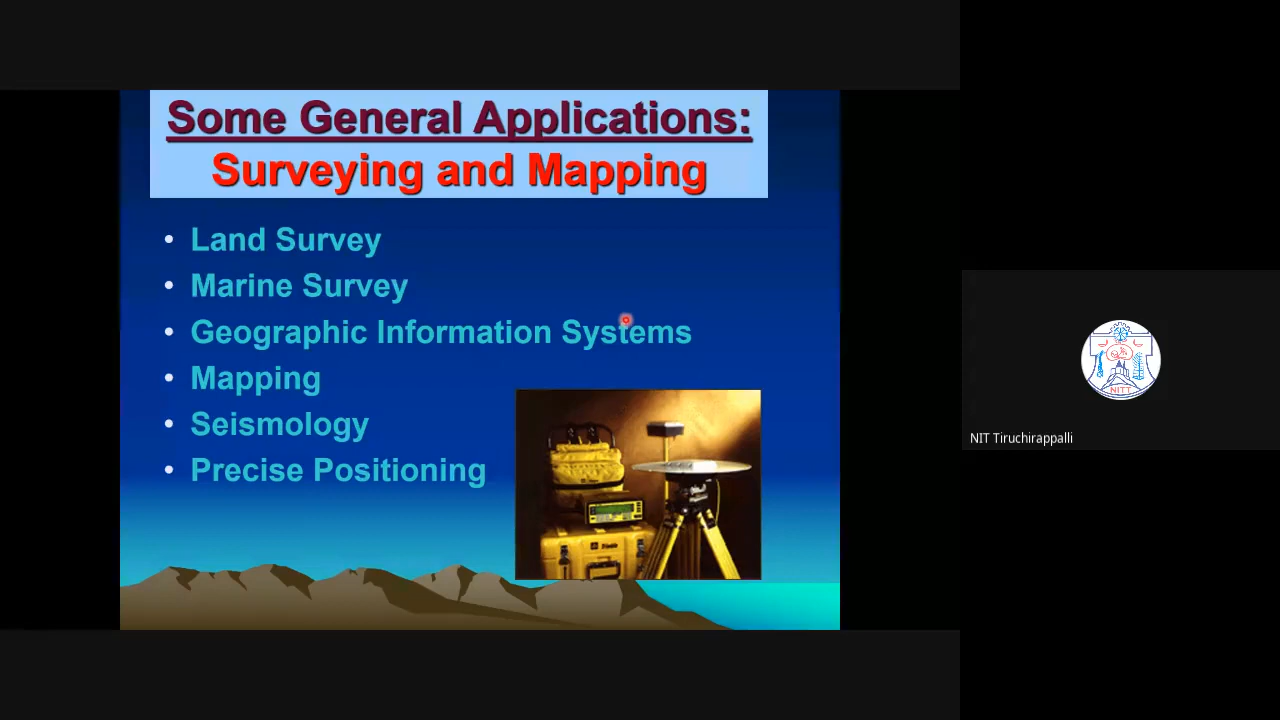 Some General Applications:
Surveying and Mapping
• Land Survey
• Marine Survey
• Geographic Information Systems
• Mapping
• Seismology
• Precise Positioning
NITT
NIT Tiruchirappalli